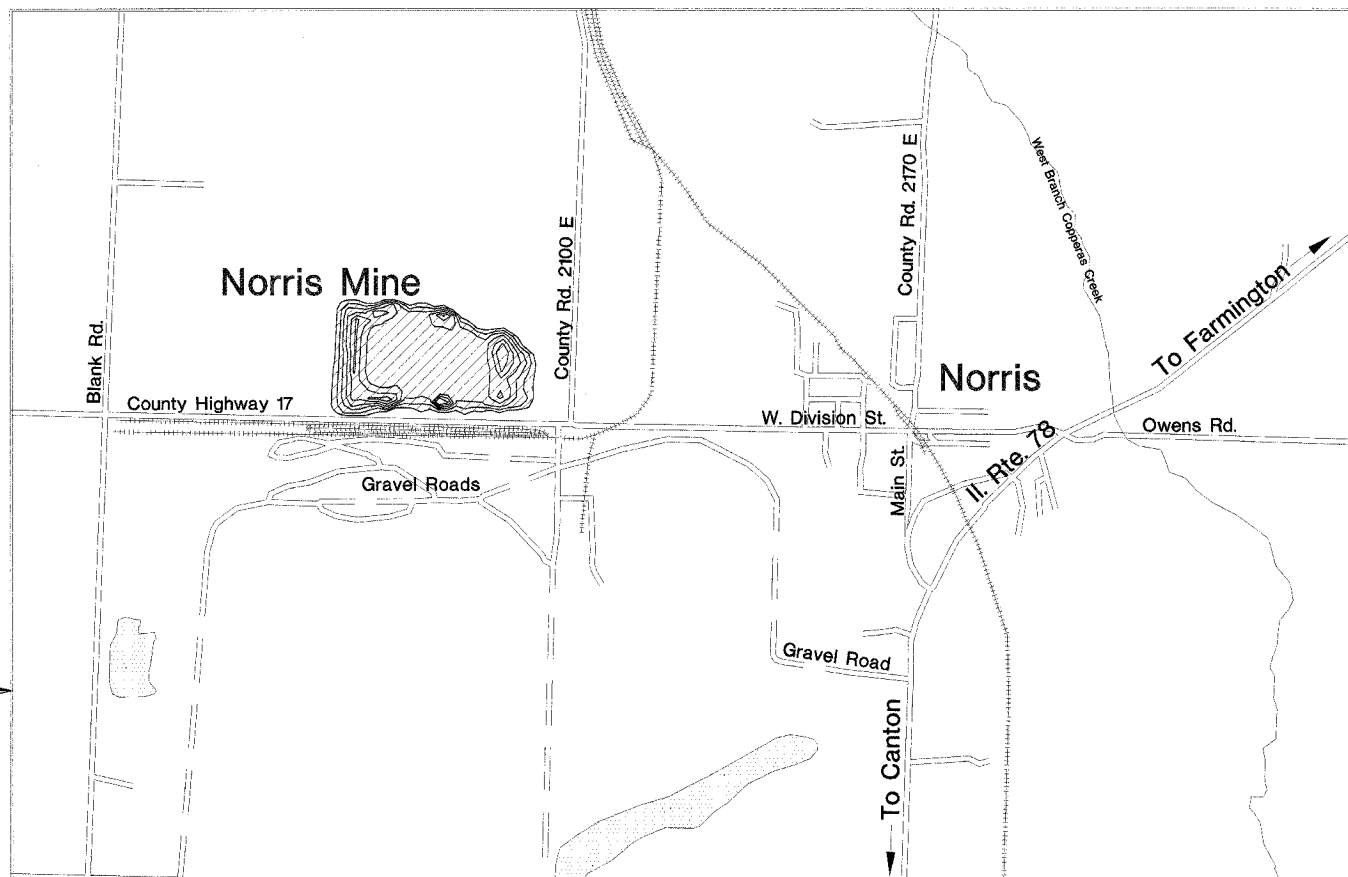 West Branch Copperas Creek
County Rd. 2170 E
County Rd. 2100 E
Norris Mine
To Farmington
Blank Rd.
Norris
County Highway 17
W. Division St.
Owens Rd.
Il. Rte. 78
Gravel Roads
Main St.
Gravel Road
To Canton